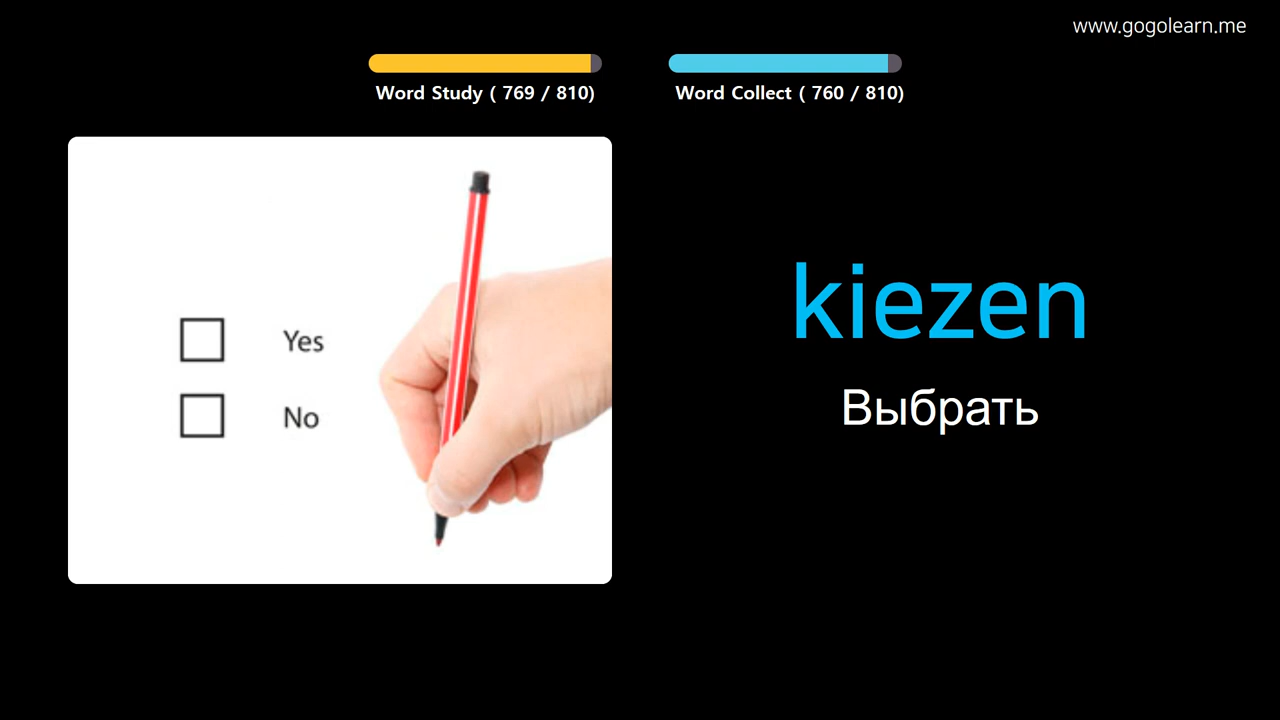 www.gogolearn.me
Word Study ( 769 / 810)
Word Collect ( 760 / 810)
Yes
No
kiezen
Выбрать